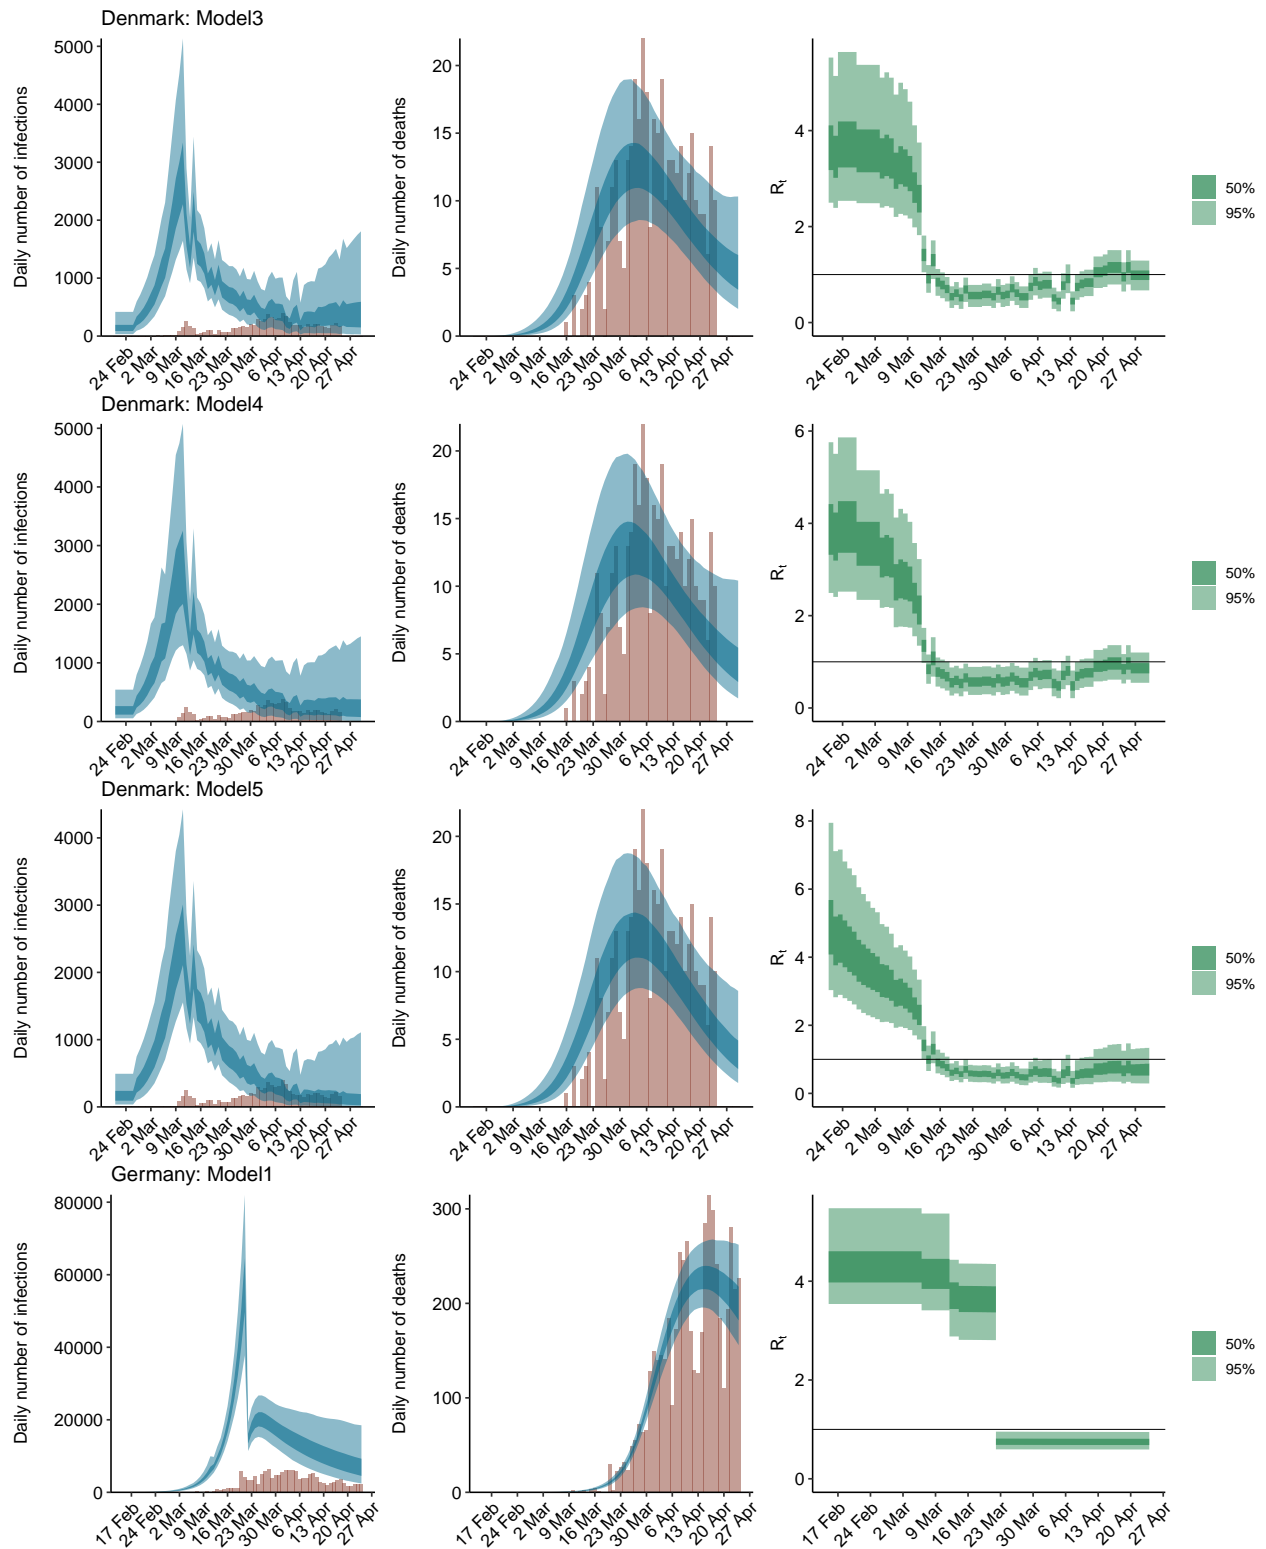 Denmark: Model3
Daily number of infections
5000
4000
3000
2000
1000
0
24 Feb
2 Mar
9 Mar
16 Mar
23 Mar
30 Mar
6 Apr
13 Apr
20 Apr
27 Apr
Daily number of deaths
20
15
10
5
0
24 Feb
2 Mar
9 Mar
16 Mar
23 Mar
30 Mar
6 Apr
13 Apr
20 Apr
27 Apr
Rt
4
2
0
24 Feb
2 Mar
9 Mar
16 Mar
23 Mar
30 Mar
6 Apr
13 Apr
20 Apr
27 Apr
50%
95%
Denmark: Model4
Daily number of infections
5000
4000
3000
2000
1000
0
24 Feb
2 Mar
9 Mar
16 Mar
23 Mar
30 Mar
6 Apr
13 Apr
20 Apr
27 Apr
Daily number of deaths
20
15
10
5
0
24 Feb
2 Mar
9 Mar
16 Mar
23 Mar
30 Mar
6 Apr
13 Apr
20 Apr
27 Apr
Rt
6
4
2
0
24 Feb
2 Mar
9 Mar
16 Mar
23 Mar
30 Mar
6 Apr
13 Apr
20 Apr
27 Apr
50%
95%
Denmark: Model5
Daily number of infections
4000
3000
2000
1000
0
24 Feb
2 Mar
9 Mar
16 Mar
23 Mar
30 Mar
6 Apr
13 Apr
20 Apr
27 Apr
Daily number of deaths
20
15
10
5
0
24 Feb
2 Mar
9 Mar
16 Mar
23 Mar
30 Mar
6 Apr
13 Apr
20 Apr
27 Apr
Rt
8
6
4
2
0
24 Feb
2 Mar
9 Mar
16 Mar
23 Mar
30 Mar
6 Apr
13 Apr
20 Apr
27 Apr
50%
95%
Germany: Model1
Daily number of infections
80000
60000
40000
20000
0
17 Feb
24 Feb
2 Mar
9 Mar
16 Mar
23 Mar
30 Mar
6 Apr
13 Apr
20 Apr
27 Apr
Daily number of deaths
300
200
100
0
17 Feb
24 Feb
2 Mar
9 Mar
16 Mar
23 Mar
30 Mar
6 Apr
13 Apr
20 Apr
27 Apr
Rt
4
2
0
17 Feb
24 Feb
2 Mar
9 Mar
16 Mar
23 Mar
30 Mar
6 Apr
13 Apr
20 Apr
27 Apr
50%
95%